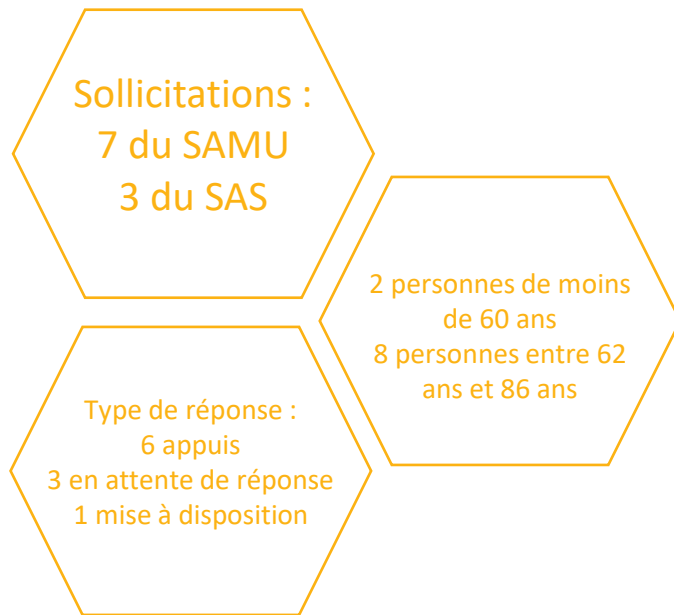 Sollicitations :
7 du SAMU
3 du SAS
2 personnes de moins
de 60 ans
8 personnes entre 62
ans et 86 ans
Type de réponse :
6 appuis
3 en attente de réponse
1 mise à disposition